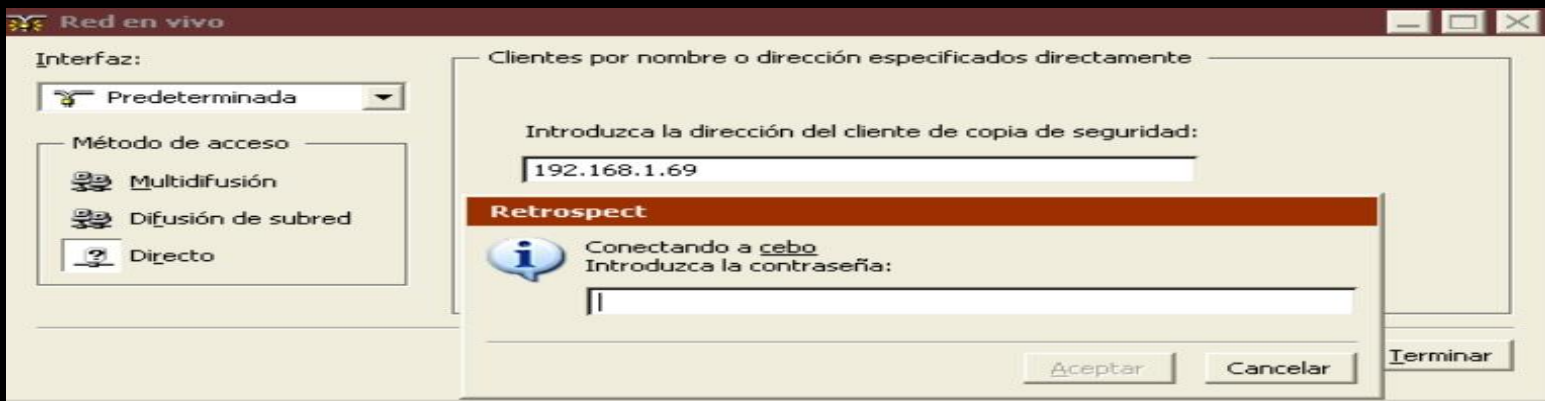 Red en vivo
Interfaz:
Predeterminada
Método de acceso
Multidifusión
Difusión de subred
Directo
Clientes por nombre o dirección especificados directamente
Introduzca la dirección del cliente de copia de seguridad:
192.168.1.69
Retrospect
Conectando a cebo
Introduzca la contraseña:
Aceptar
Cancelar
Terminar